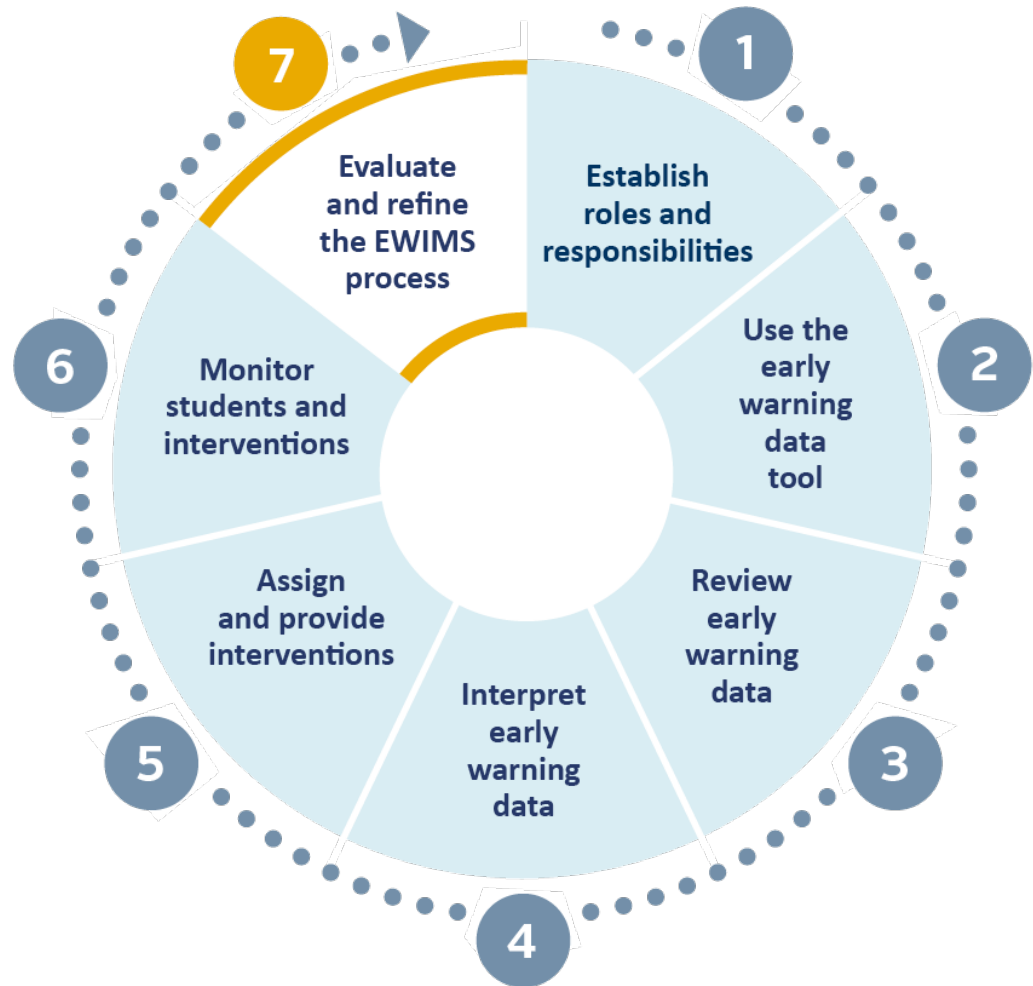 1
Establish
roles and
responsibilities
2
Use the
early
warning
data
tool
3
Review
early
warning
data
4
Interpret
early
warning
data
5
Assign
and provide
interventions
6
Monitor
students and
interventions
7
Evaluate
and refine
the EWIMS
process